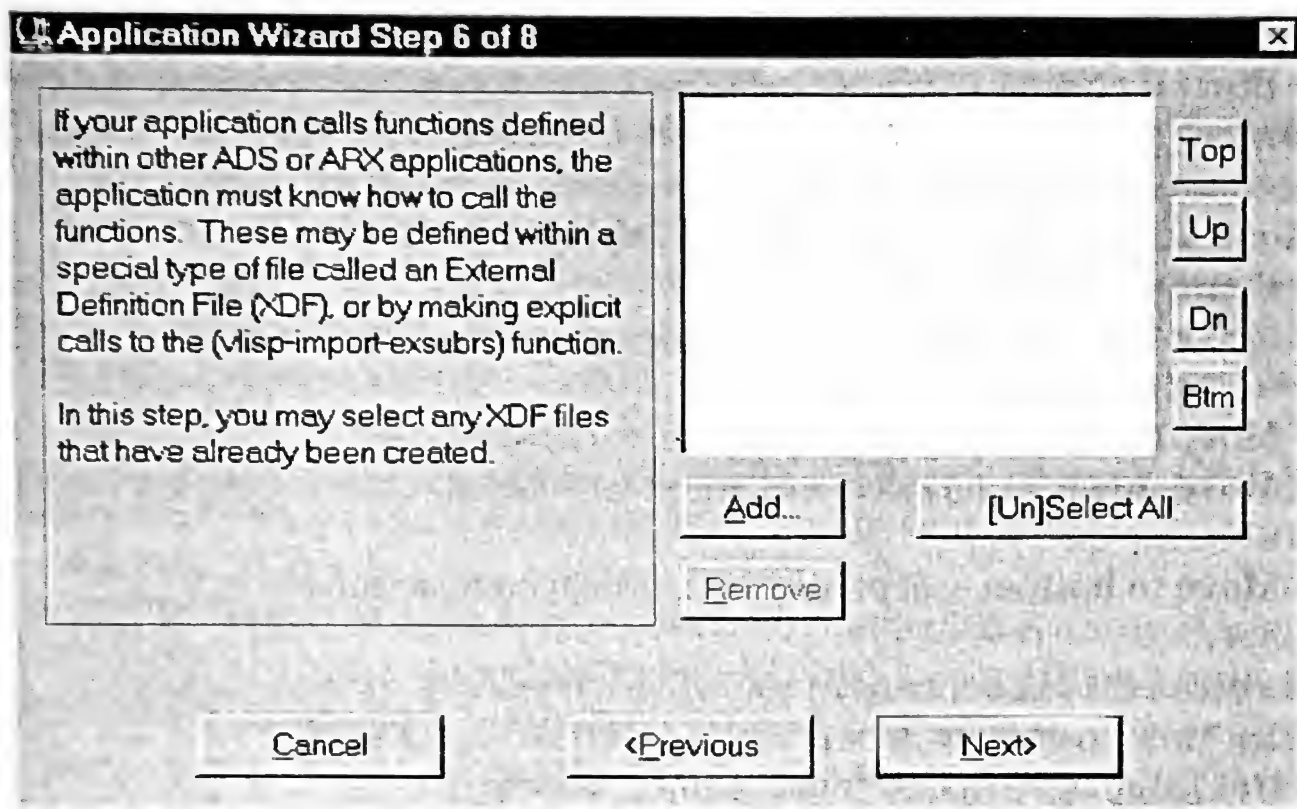 Application Wizard Step 6 of 8
If your application calls functions defined
within other ADS or ARX applications, the
application must know how to call the
functions. These may be defined within a
special type of file called an External
Definition File (XDF), or by making explicit
calls to the (vlisp-import-exsubrs) function.
In this step, you may select any XDF files
that have already been created.
Top
Up
Dn
Btm
Add...
[Un]Select All
Remove
Cancel
<Previous
Next>